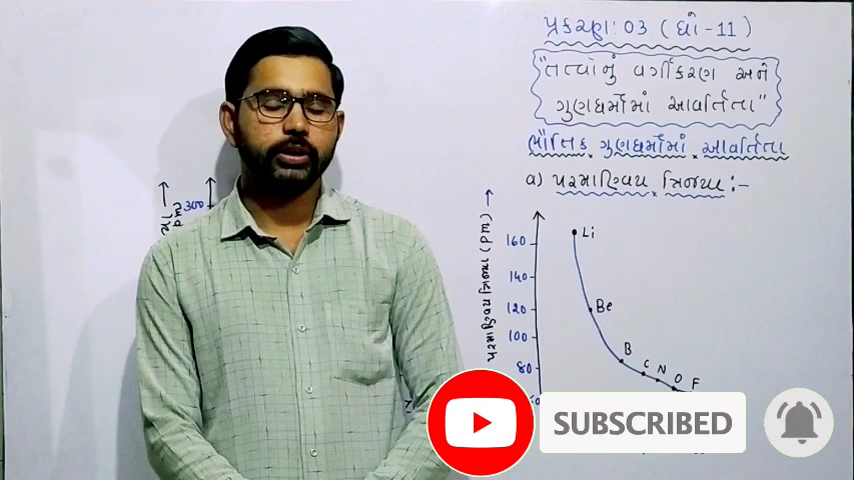 પ્રકરણ: 03 (ધો-11)
"તત્વોનું વર્ગીકરણ અને
ગુણધર્મોમાં આવર્તિતા"
ભૌતિક ગુણધર્મોમાં આવર્તિતા
a) પરમાણ્વિય ત્રિજ્યા :-
પરમાણ્વિય ત્રિજ્યા (Pm)
300
160
140
120
100
80
Li
Be
B
C
N
O
F
SUBSCRIBED